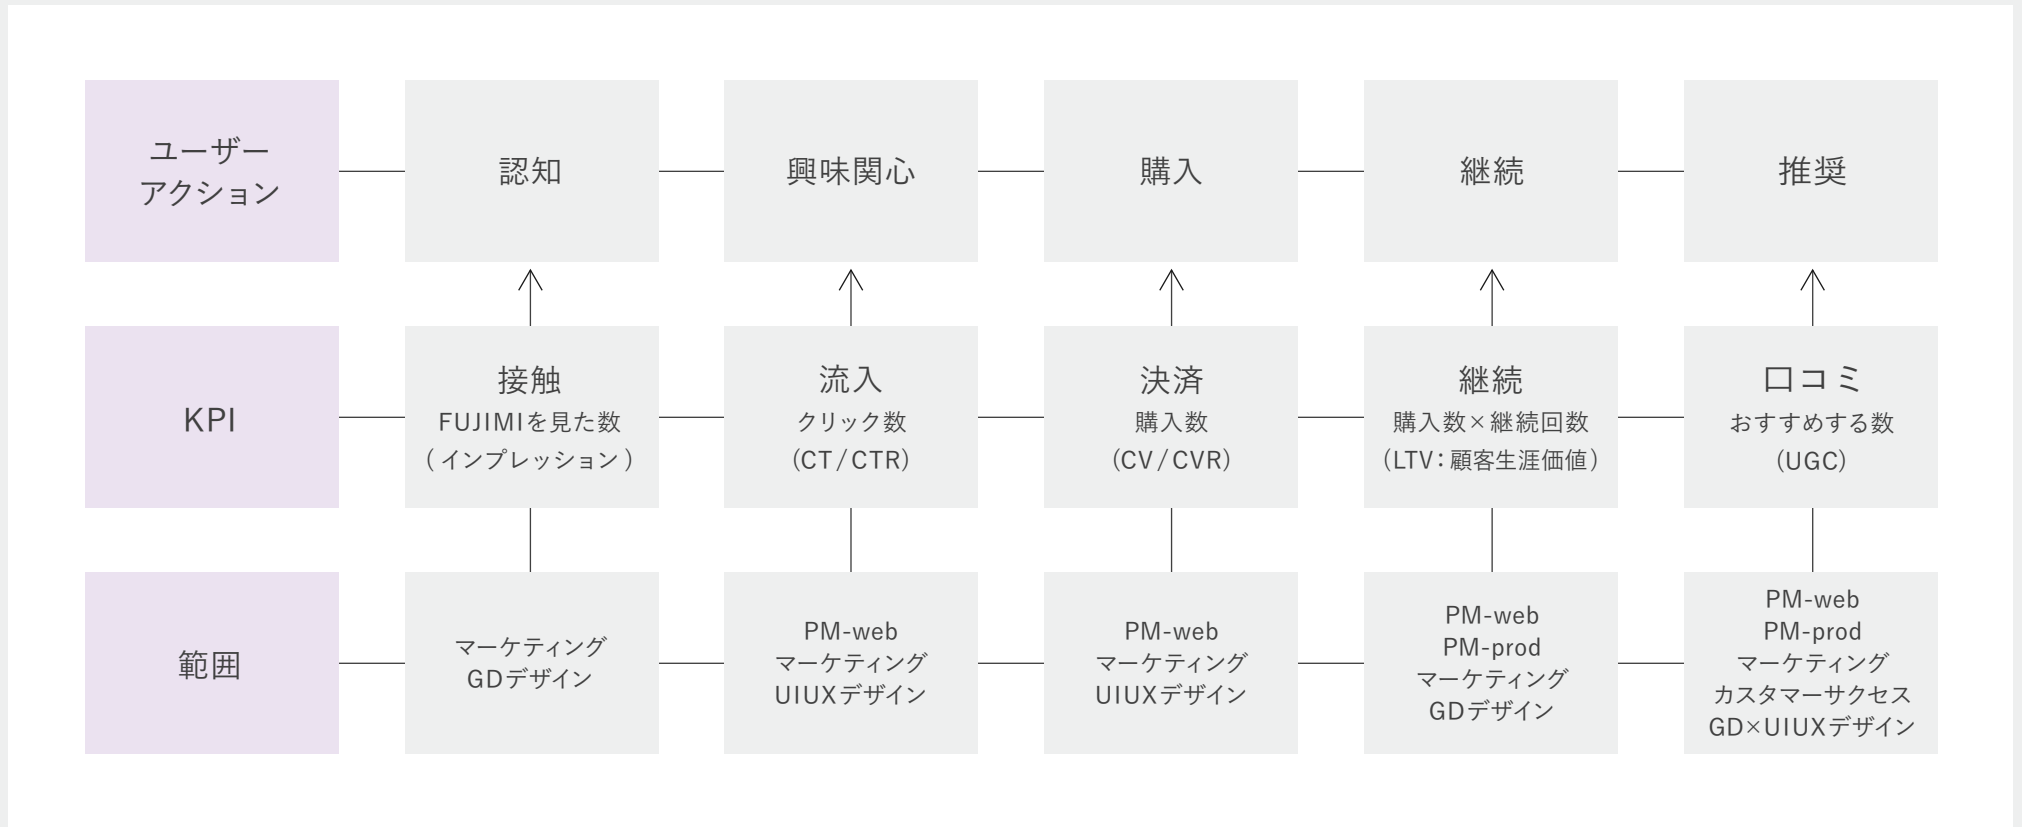 ユーザー
アクション
認知
興味関心
購入
継続
推奨
KPI
接触
FUJIMIを見た数
(インプレッション)
流入
クリック数
(CT/CTR)
決済
購入数
(CV/CVR)
継続
購入数×継続回数
(LTV:顧客生涯価値)
口コミ
おすすめする数
(UGC)
範囲
マーケティング
GDデザイン
PM-web
マーケティング
UIUXデザイン
PM-web
マーケティング
UIUXデザイン
PM-web
PM-prod
マーケティング
GDデザイン
PM-web
PM-prod
マーケティング
カスタマーサクセス
GD×UIUXデザイン